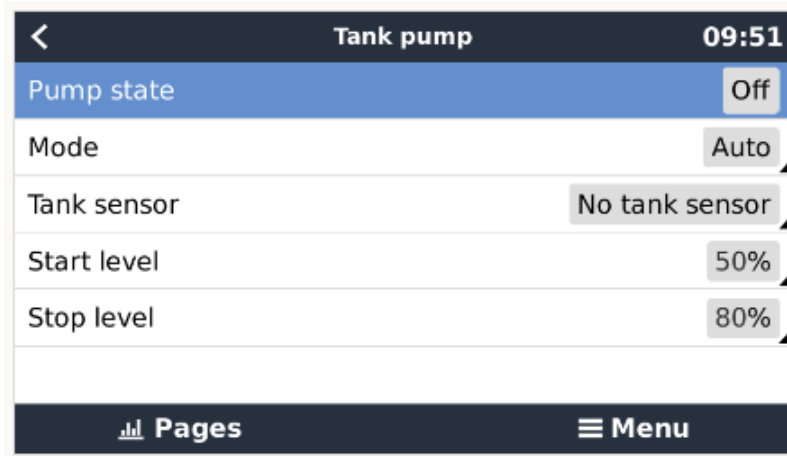 Tank pump 09:51
Pump state Off
Mode Auto
Tank sensor No tank sensor
Start level 50%
Stop level 80%
Pages Menu